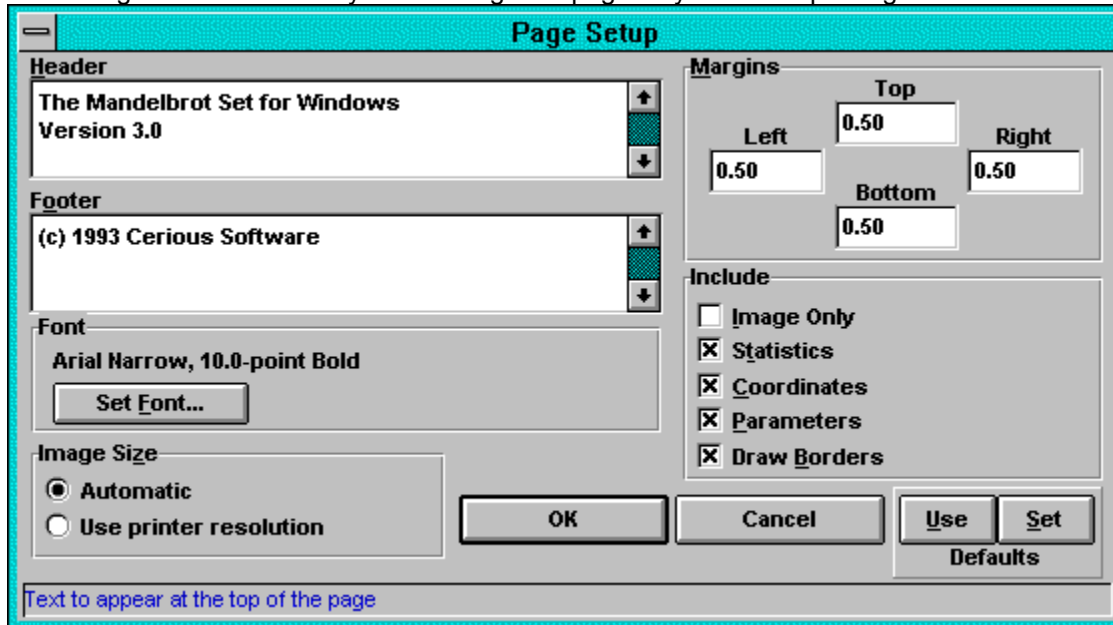 Page Setup
Header
The Mandelbrot Set for Windows
Version 3.0
Footer
(c) 1993 Cerious Software
Font
Arial Narrow, 10.0-point Bold
Set Font...
Image Size
Automatic
Use printer resolution
Margins
Top
0.50
Left
0.50
Right
0.50
Bottom
0.50
Include
Image Only
Statistics
Coordinates
Parameters
Draw Borders
OK
Cancel
Use
Set
Defaults
Text to appear at the top of the page